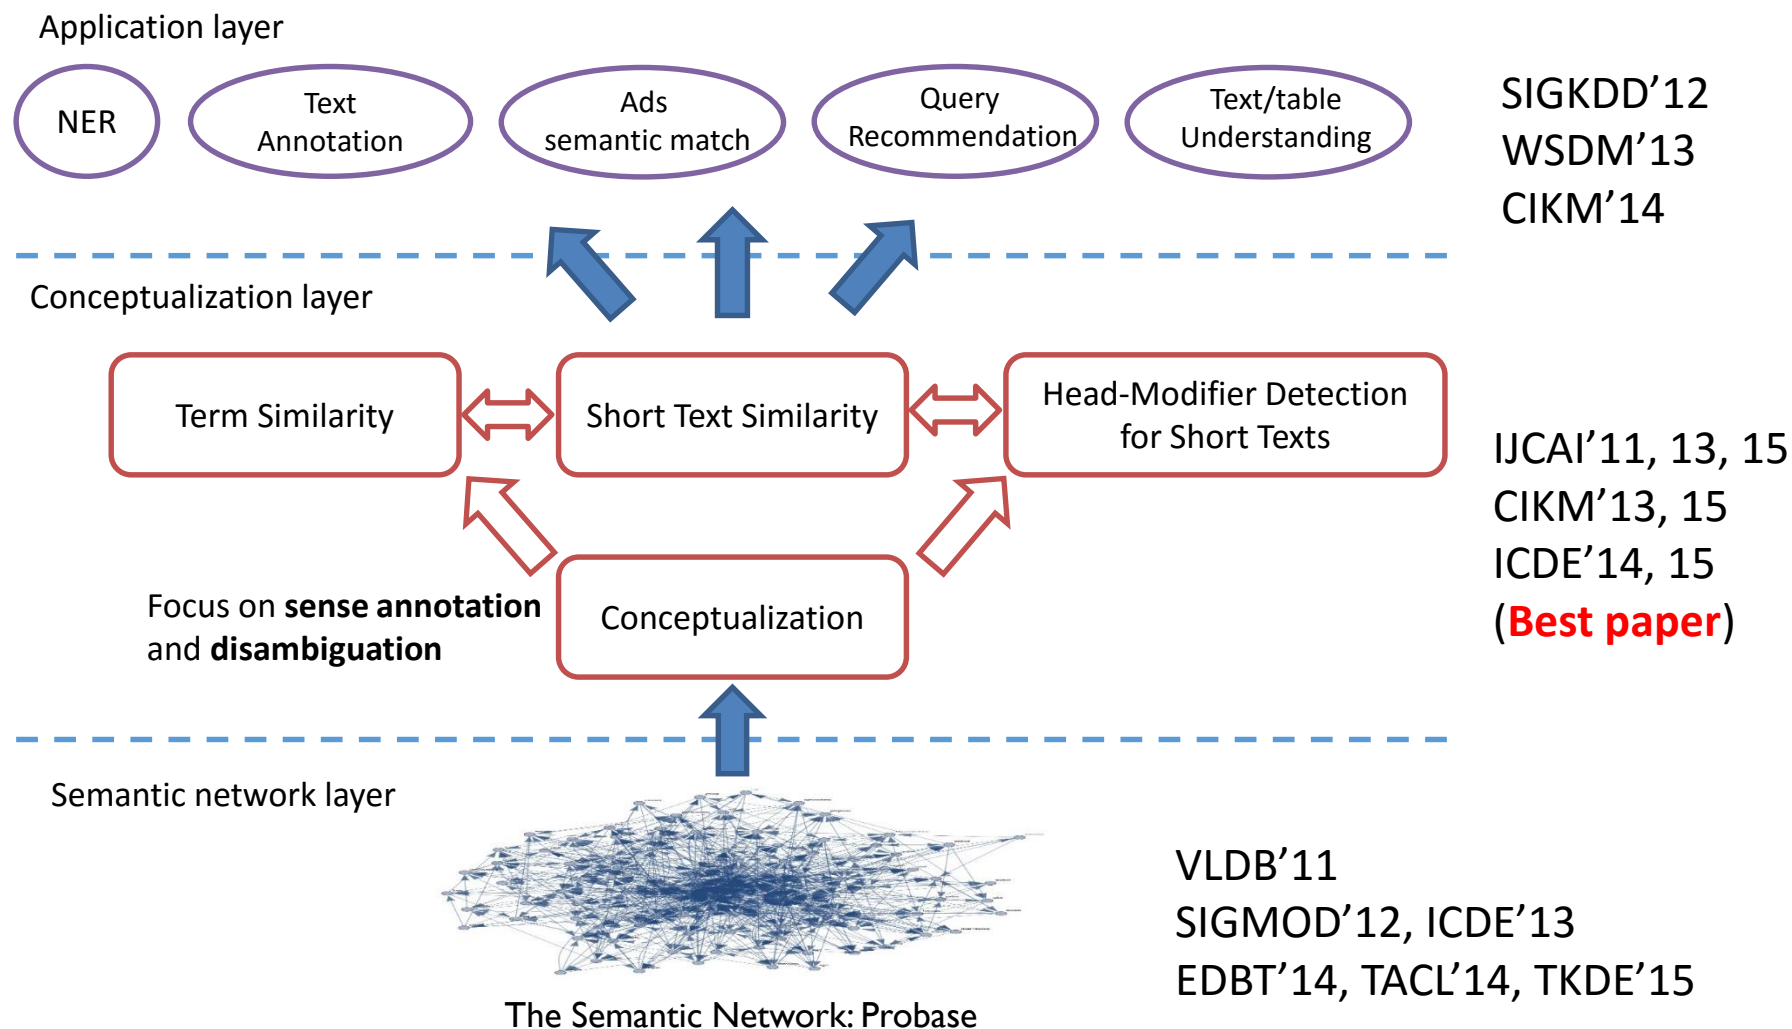 Application layer
NER
Text
Annotation
Ads
semantic match
Query
Recommendation
Text/table
Understanding
SIGKDD’12
WSDM’13
CIKM’14
Conceptualization layer
Term Similarity
Short Text Similarity
Head-Modifier Detection
for Short Texts
IJCAI’11, 13, 15
CIKM’13, 15
ICDE’14, 15
(Best paper)
Focus on sense annotation
and disambiguation
Conceptualization
Semantic network layer
VLDB’11
SIGMOD’12, ICDE’13
EDBT’14, TACL’14, TKDE’15
The Semantic Network: Probase